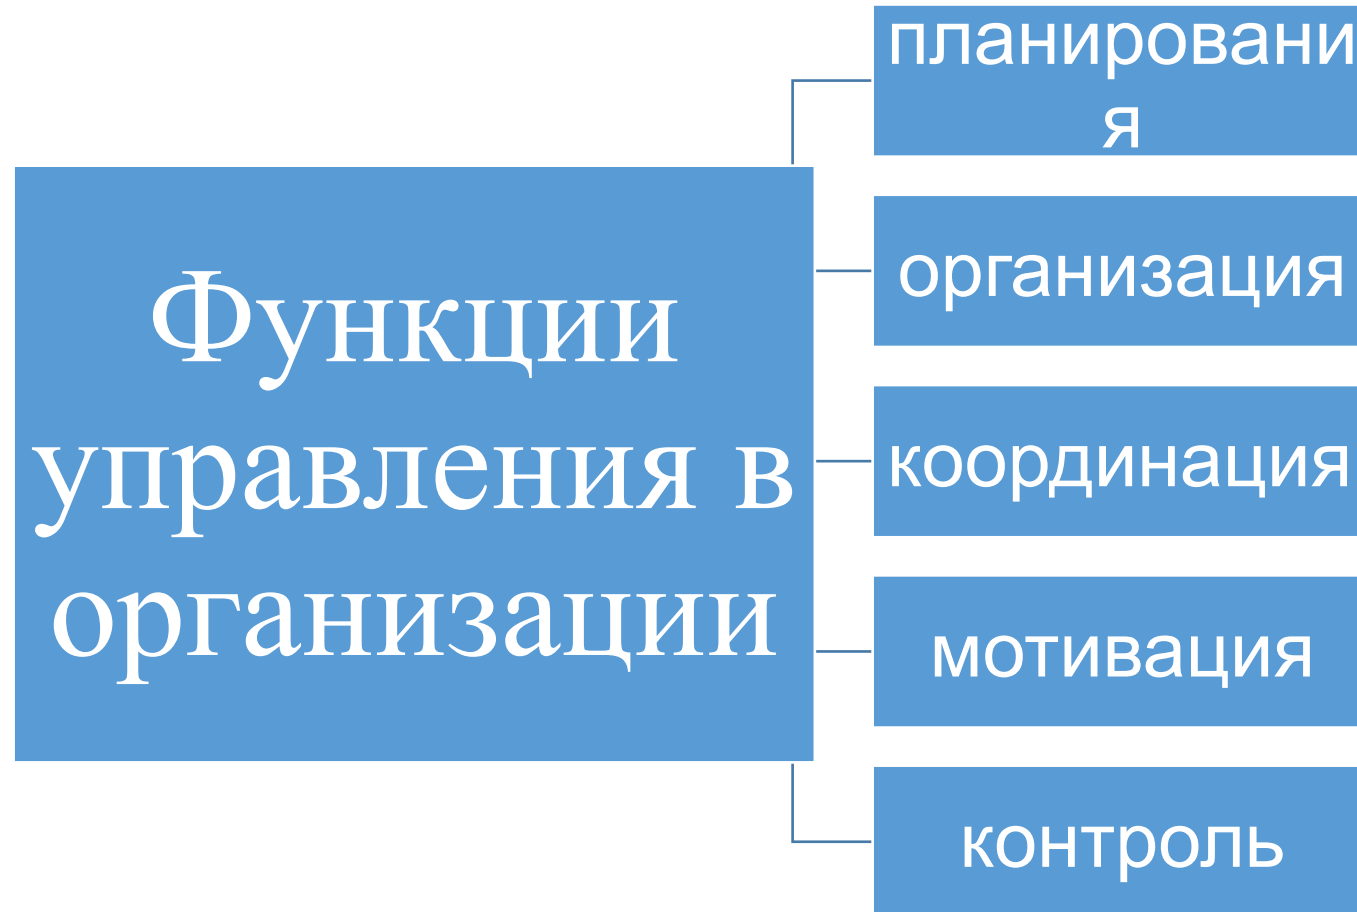 Функции
управления в
организации
планировани
я
организация
координация
мотивация
контроль